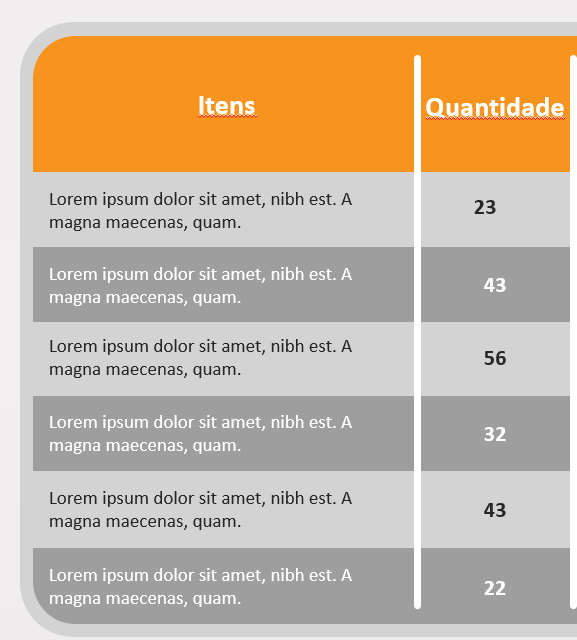 Itens
Quantidade
Lorem ipsum dolor sit amet, nibh est. A
magna maecenas, quam.
23
Lorem ipsum dolor sit amet, nibh est. A
magna maecenas, quam.
43
Lorem ipsum dolor sit amet, nibh est. A
magna maecenas, quam.
56
Lorem ipsum dolor sit amet, nibh est. A
magna maecenas, quam.
32
Lorem ipsum dolor sit amet, nibh est. A
magna maecenas, quam.
43
Lorem ipsum dolor sit amet, nibh est. A
magna maecenas, quam.
22